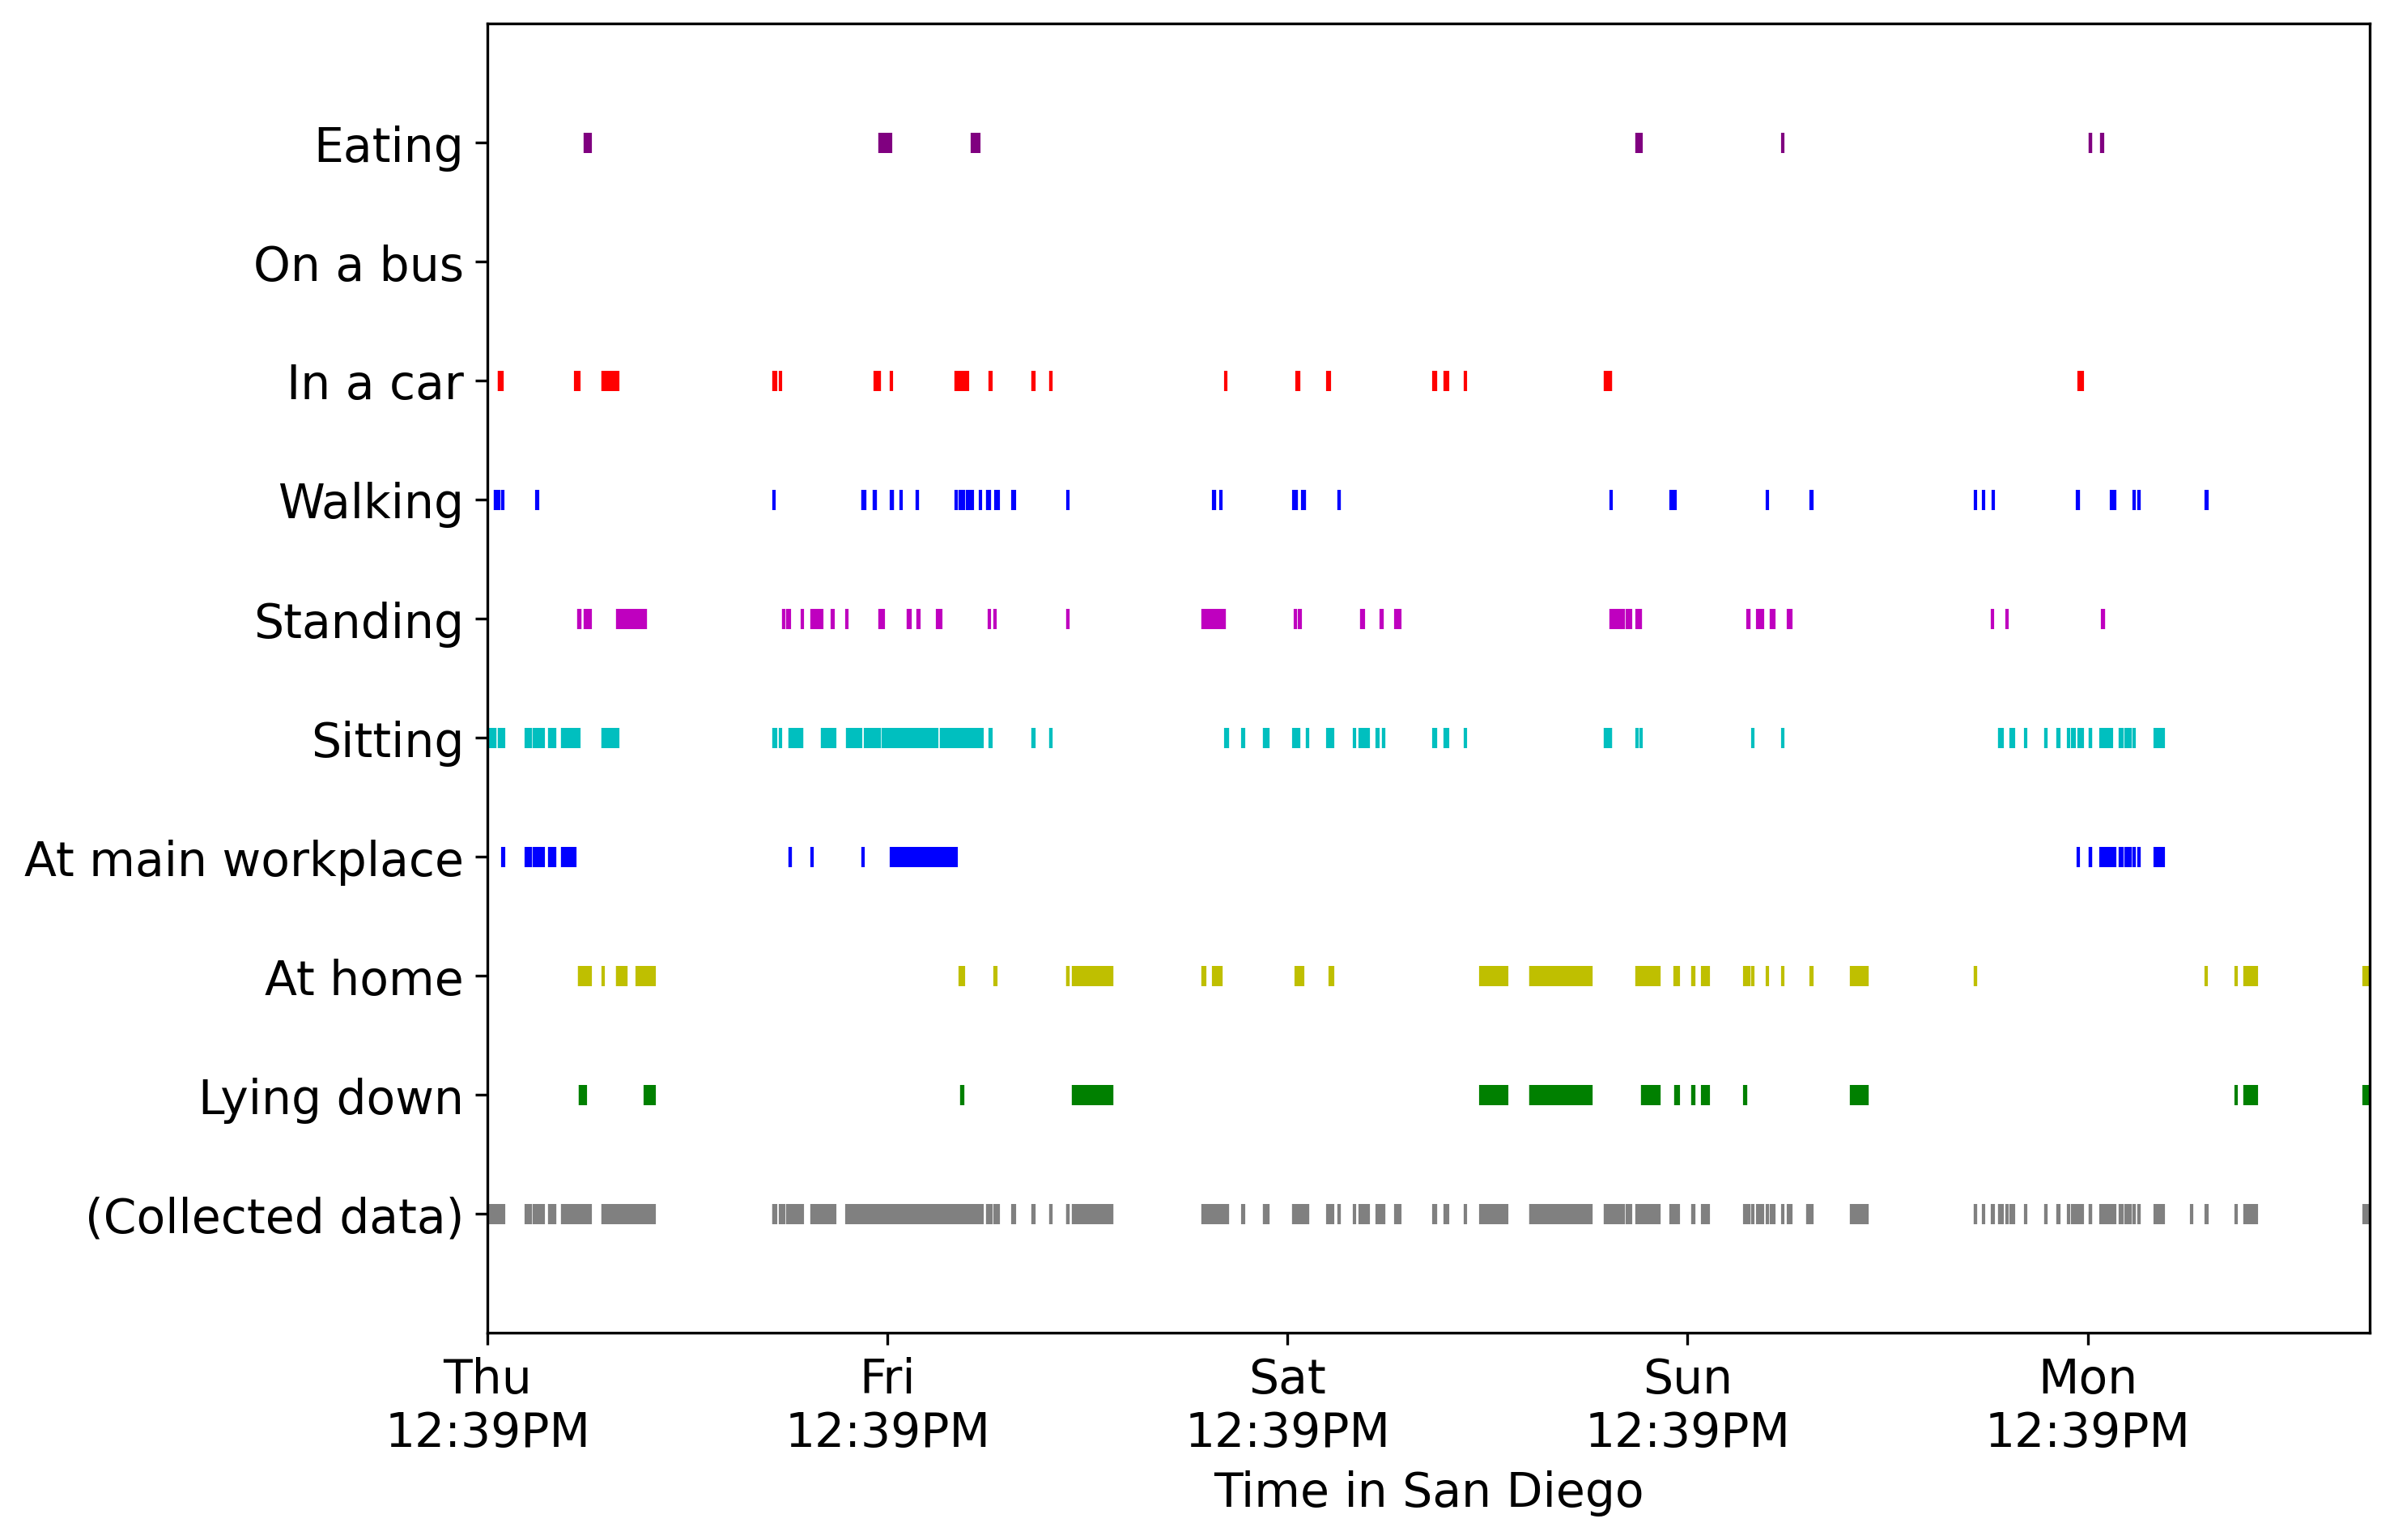 Eating
On a bus
In a car
Walking
Standing
Sitting
At main workplace
At home
Lying down
(Collected data)
Thu
12:39PM
Fri
12:39PM
Sat
12:39PM
Sun
12:39PM
Mon
12:39PM
Time in San Diego